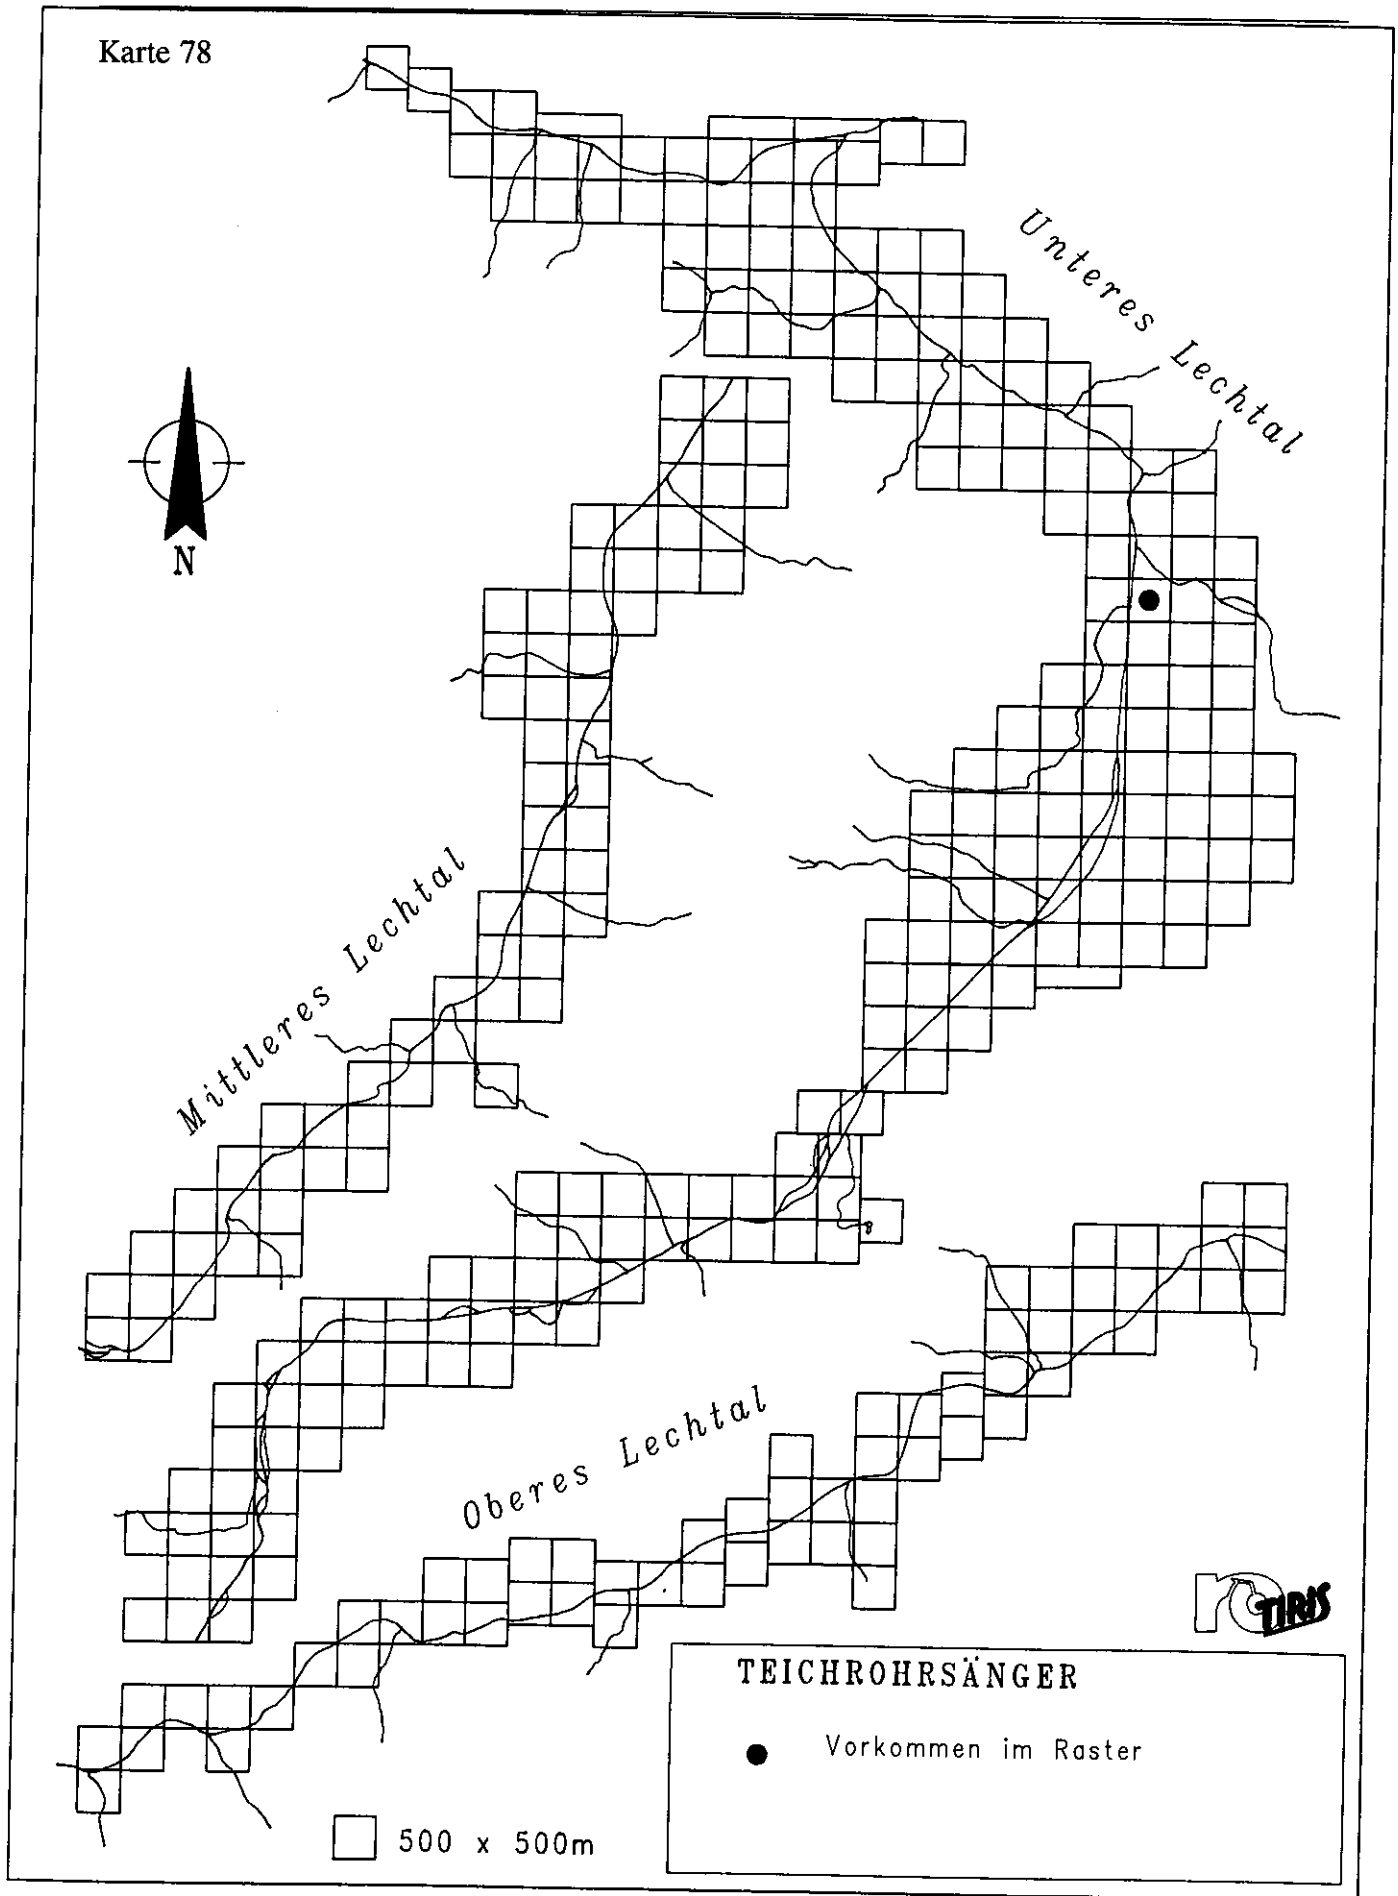 Karte 78
Unteres Lechtal
N
Mittleres Lechtal
Oberes Lechtal
TIRIS
TEICHROHRSÄNGER
Vorkommen im Raster
500 x 500m